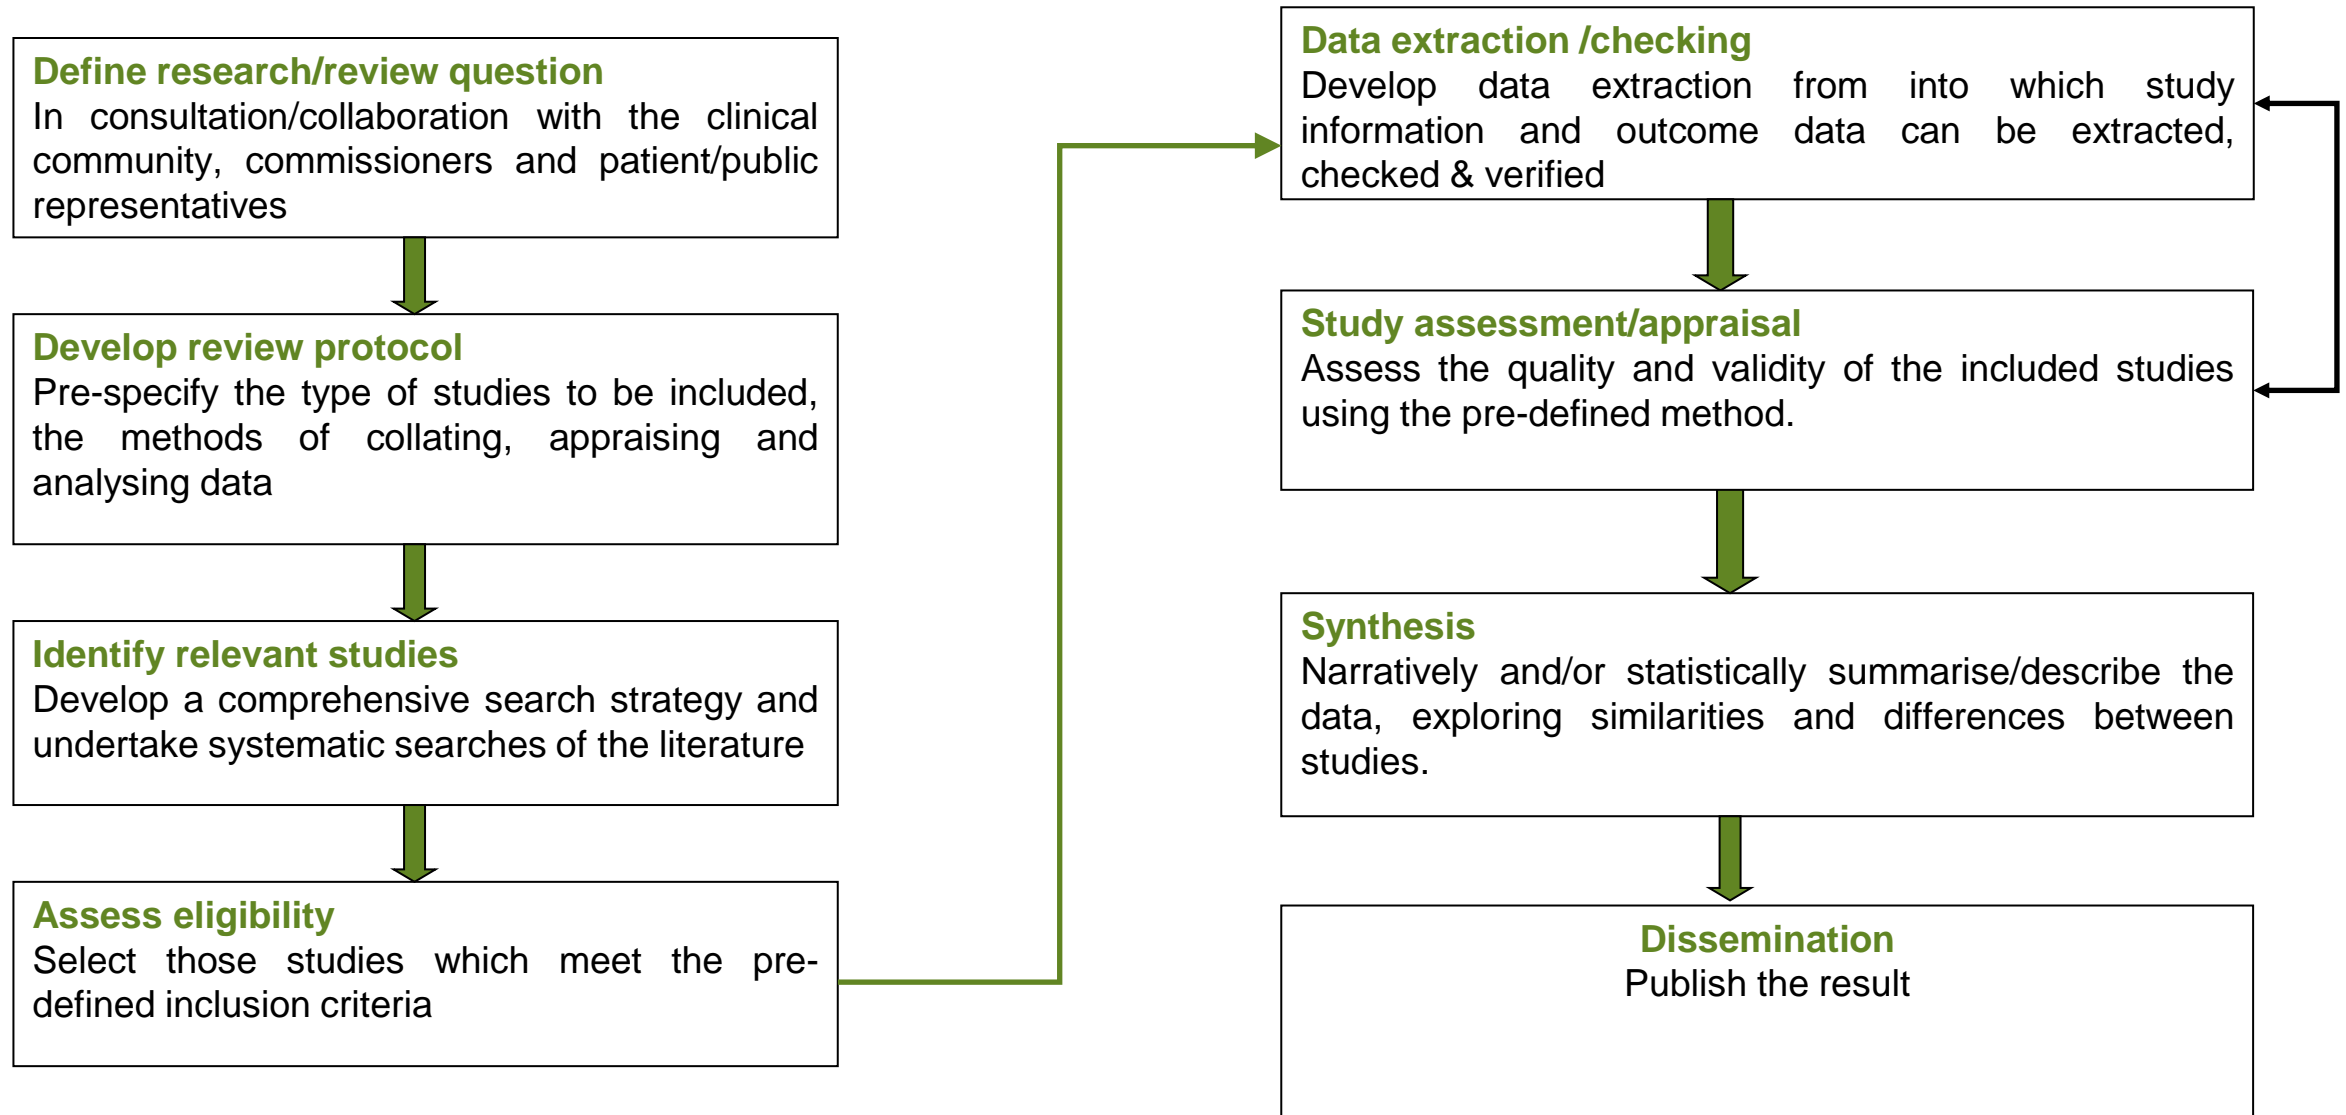 Define research/review question
In consultation/collaboration with the clinical
community, commissioners and patient/public
representatives
Develop review protocol
Pre-specify the type of studies to be included,
the methods of collating, appraising and
analysing data
Identify relevant studies
Develop a comprehensive search strategy and
undertake systematic searches of the literature
Assess eligibility
Select those studies which meet the pre-
defined inclusion criteria
Data extraction /checking
Develop data extraction from into which study
information and outcome data can be extracted,
checked & verified
Study assessment/appraisal
Assess the quality and validity of the included studies
using the pre-defined method.
Synthesis
Narratively and/or statistically summarise/describe the
data, exploring similarities and differences between
studies.
Dissemination
Publish the result